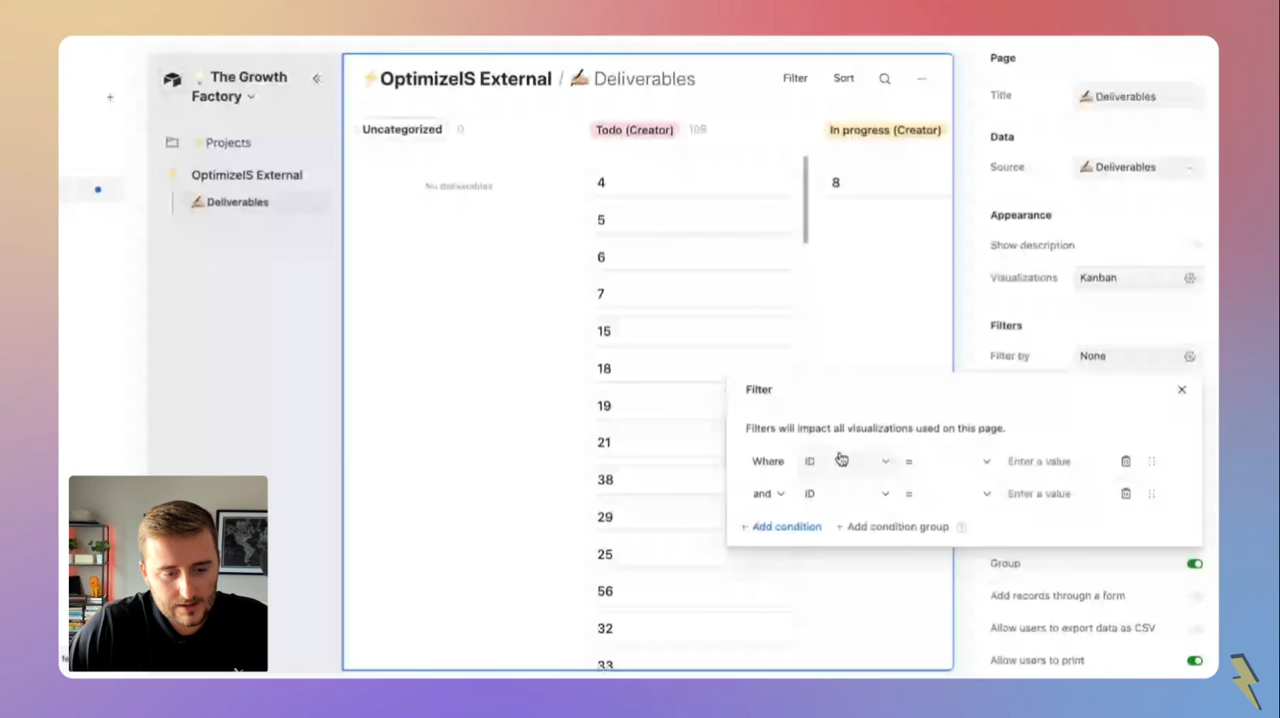 The Growth
Factory
Projects
OptimizeIS External
Deliverables
⚡OptimizeIS External / ✍️ Deliverables
Filter
Sort
Uncategorized 0
Todo (Creator) 109
In progress (Creator)
No deliverables
4
5
6
7
15
18
19
21
38
29
25
56
32
33
8
Page
Title
Deliverables
Data
Source
Deliverables
Appearance
Show description
Visualizations
Kanban
Filters
Filter by
None
Filter
Filters will impact all visualizations used on this page.
Where ID = Enter a value
and ID = Enter a value
+ Add condition + Add condition group
Group
Add records through a form
Allow users to export data as CSV
Allow users to print